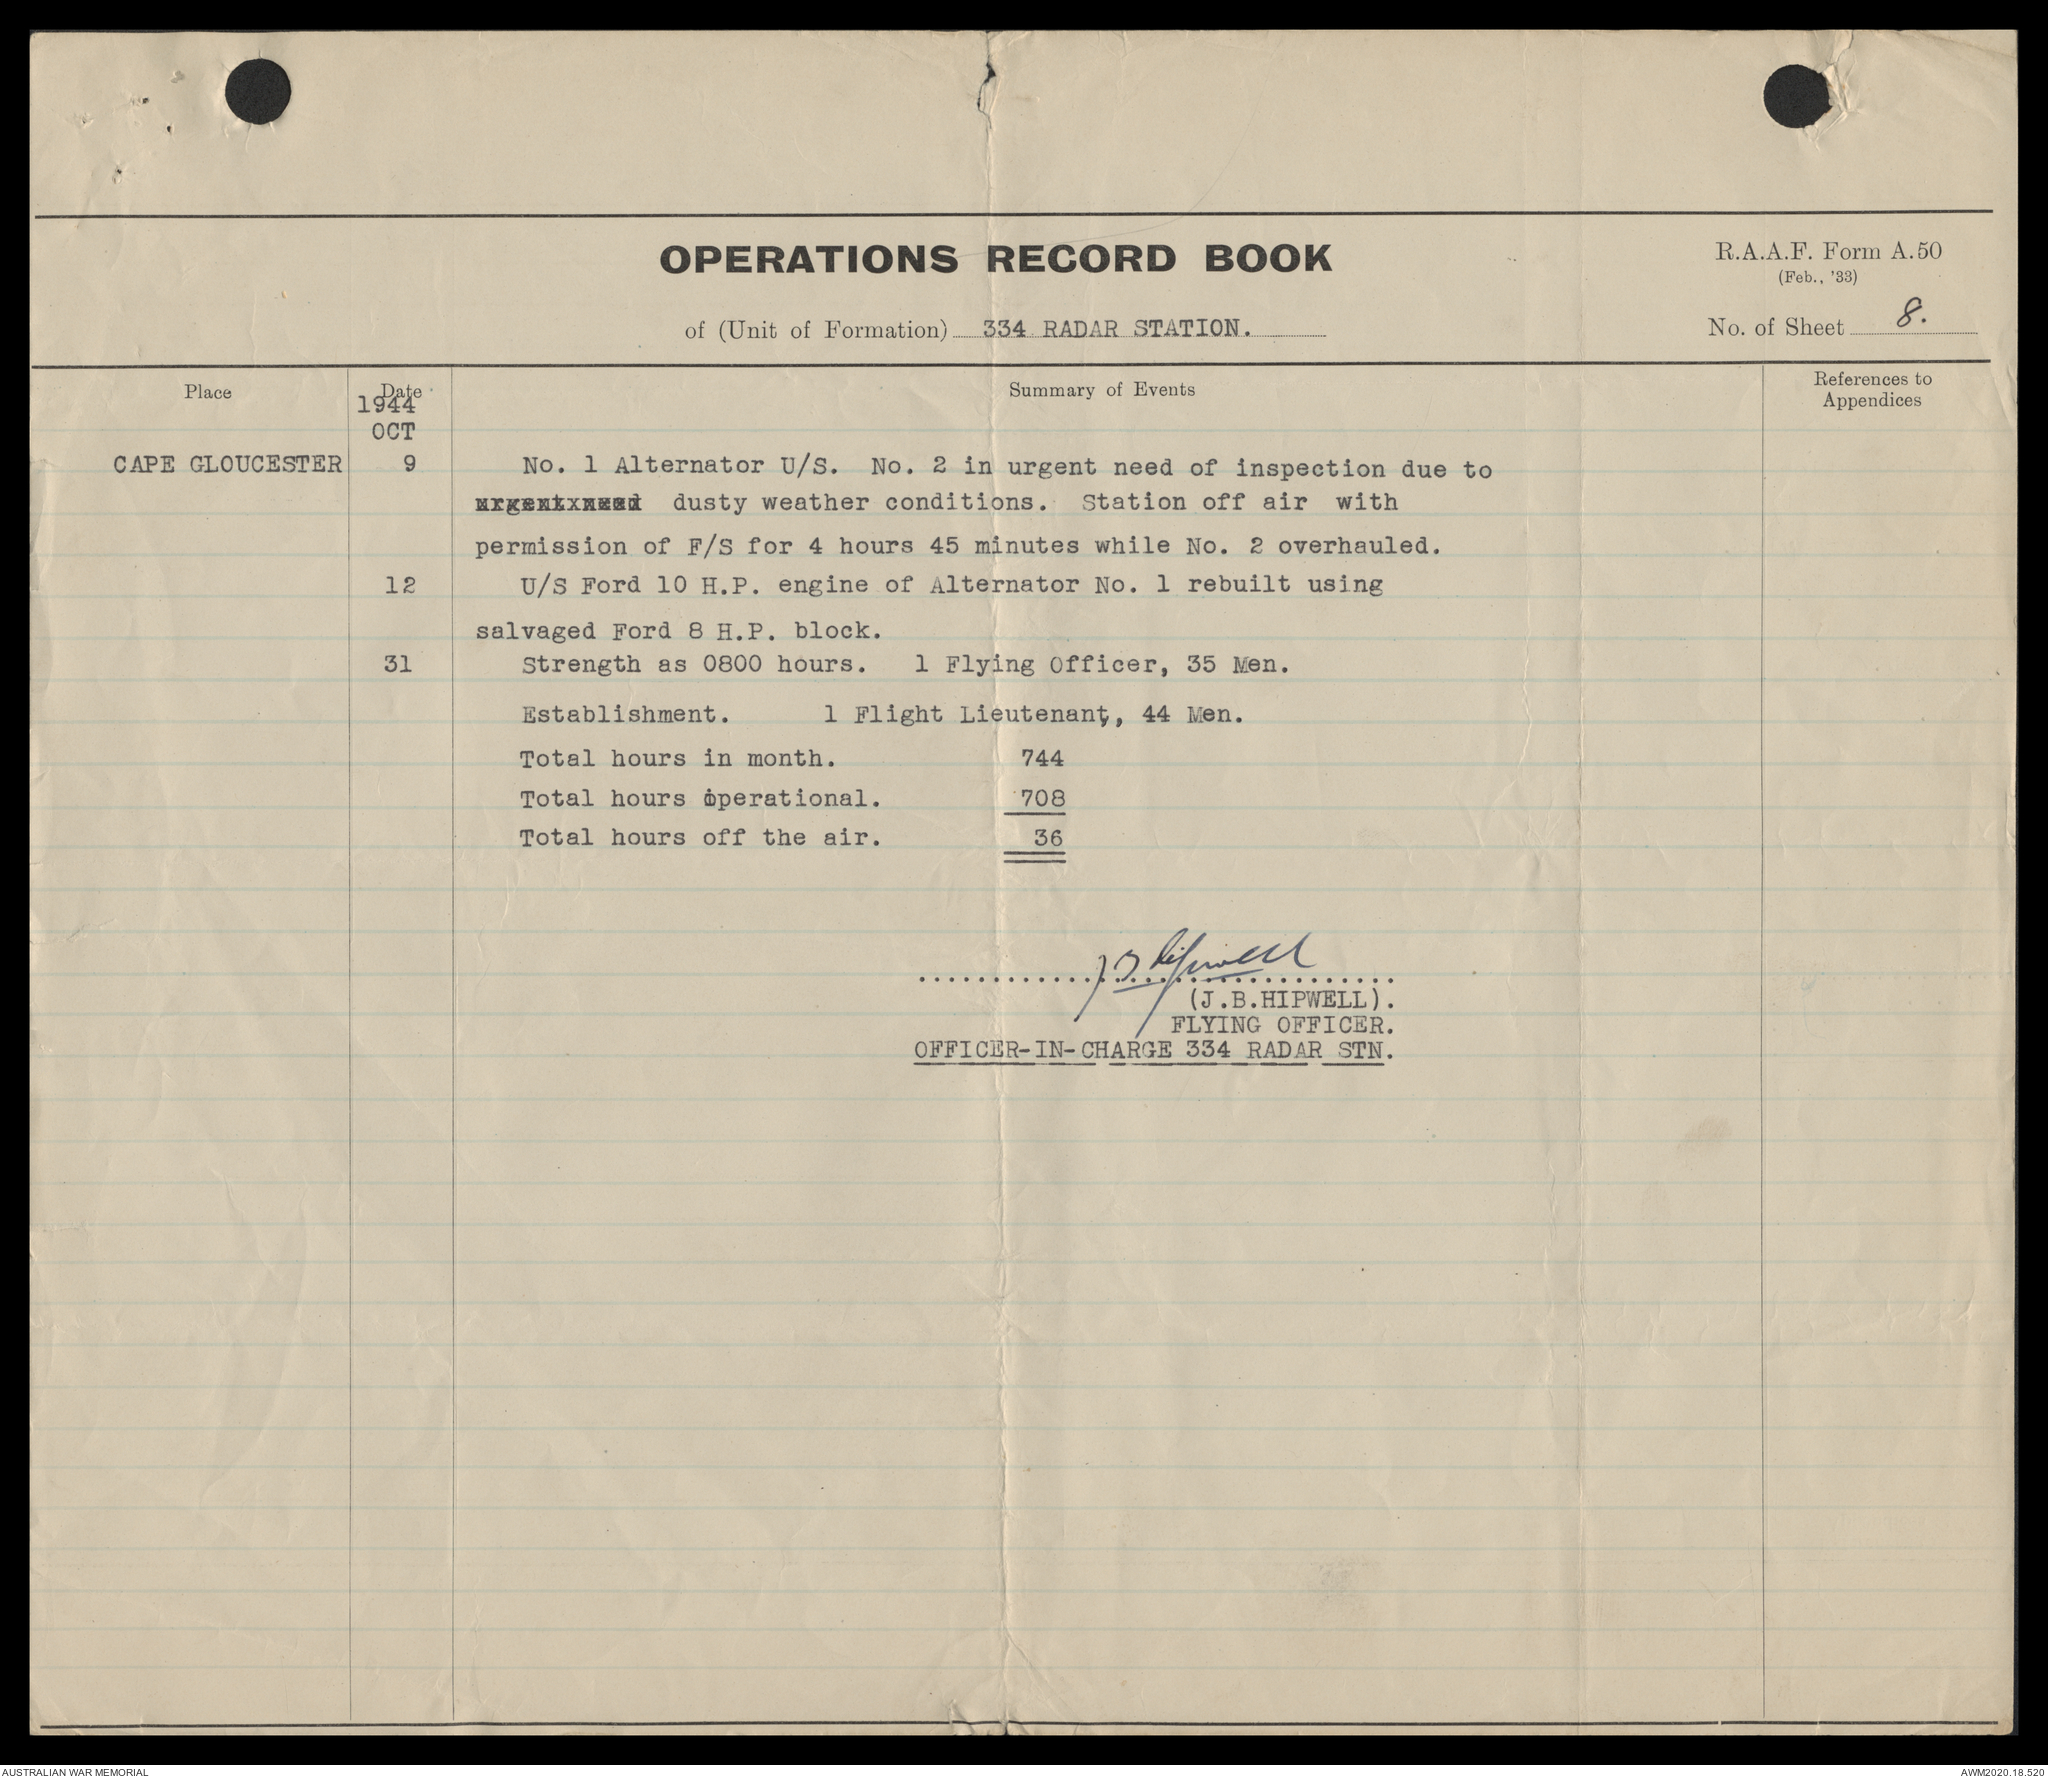 OPERATIONS RECORD BOOK
R.A.A.F. Form A.50
(Feb., '33)
of (Unit of Formation) 334 RADAR STATION.
No. of Sheet 8.
Place Date Summary of Events References to Appendices
1944
OCT
CAPE GLOUCESTER 9 No. 1 Alternator U/S. No. 2 in urgent need of inspection due to
urgent need dusty weather conditions. Station off air with
permission of F/S for 4 hours 45 minutes while No. 2 overhauled.
12 U/S Ford 10 H.P. engine of Alternator No. 1 rebuilt using
salvaged Ford 8 H.P. block.
31 Strength as 0800 hours. 1 Flying Officer, 35 Men.
Establishment. 1 Flight Lieutenant, 44 Men.
Total hours in month. 744
Total hours operational. 708
Total hours off the air. 36
J B Hipwell
(J.B.HIPWELL).
FLYING OFFICER.
OFFICER-IN-CHARGE 334 RADAR STN.
AUSTRALIAN WAR MEMORIAL
AWM2020.18.520